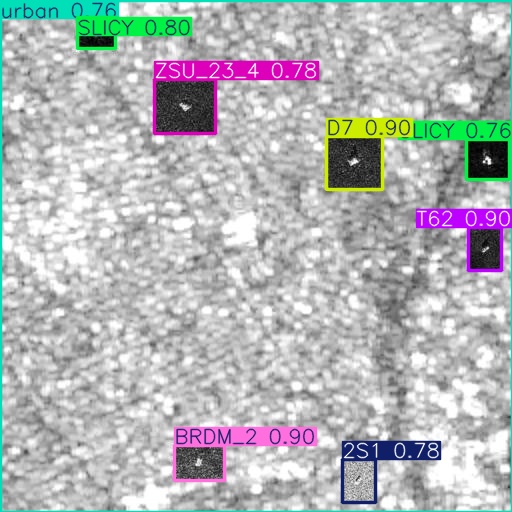 urban 0.76
SLICY 0.80
ZSU_23_4 0.78
D7 0.90
LICY 0.76
T62 0.90
BRDM_2 0.90
2S1 0.78